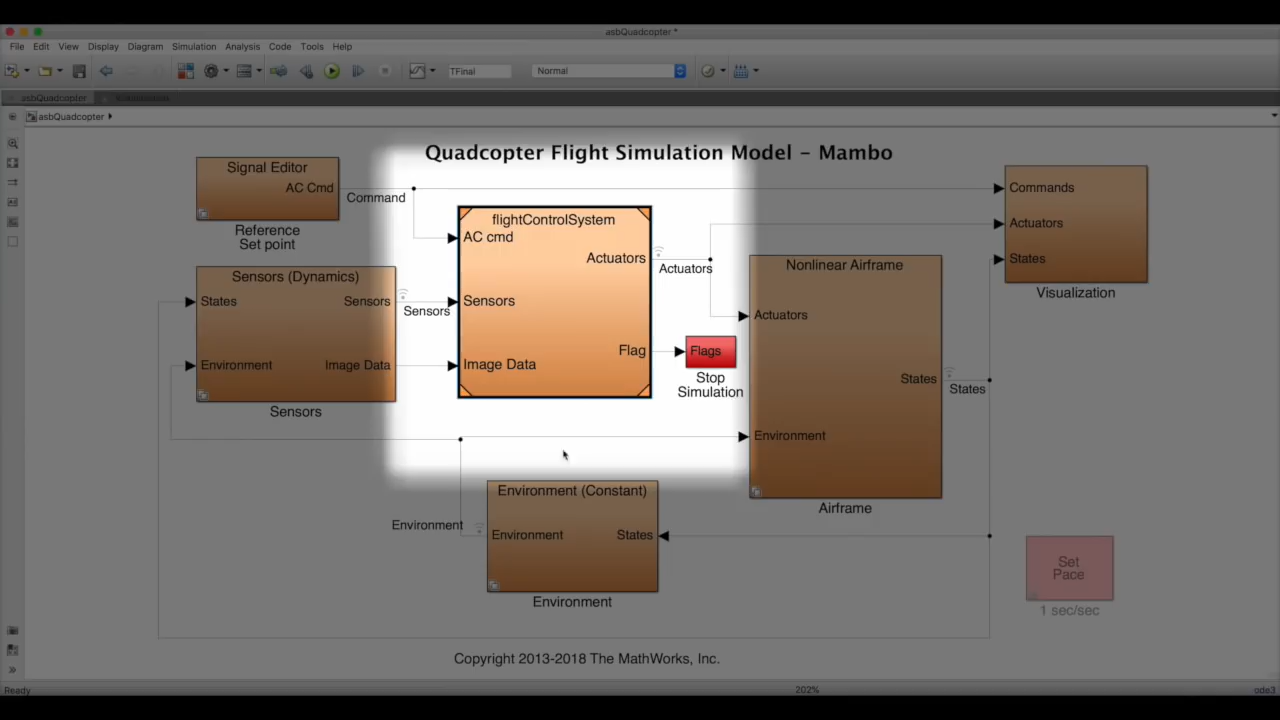 asbQuadcopter *
File Edit View Display Diagram Simulation Analysis Code Tools Help
TFinal
Normal
asbQuadcopter
asbQuadcopter
Quadcopter Flight Simulation Model - Mambo
Signal Editor
AC Cmd
Reference
Set point
Command
flightControlSystem
AC cmd
Sensors
Image Data
Actuators
Flag
Actuators
Sensors (Dynamics)
States
Environment
Sensors
Image Data
Sensors
Sensors
Flags
Stop
Simulation
Nonlinear Airframe
Actuators
Environment
States
Airframe
States
Commands
Actuators
States
Visualization
Environment (Constant)
Environment
States
Environment
Environment
Set
Pace
1 sec/sec
Copyright 2013-2018 The MathWorks, Inc.
Ready
202%
ode3